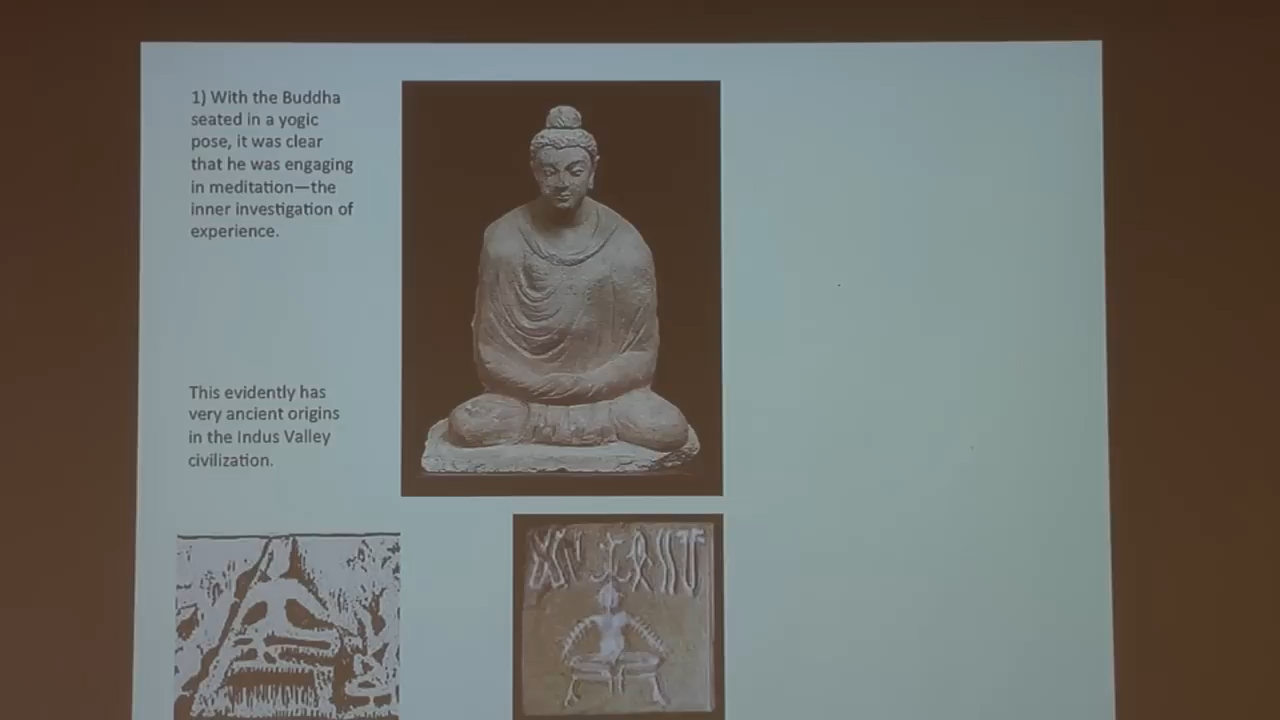 1) With the Buddha
seated in a yogic
pose, it was clear
that he was engaging
in meditation—the
inner investigation of
experience.
This evidently has
very ancient origins
in the Indus Valley
civilization.